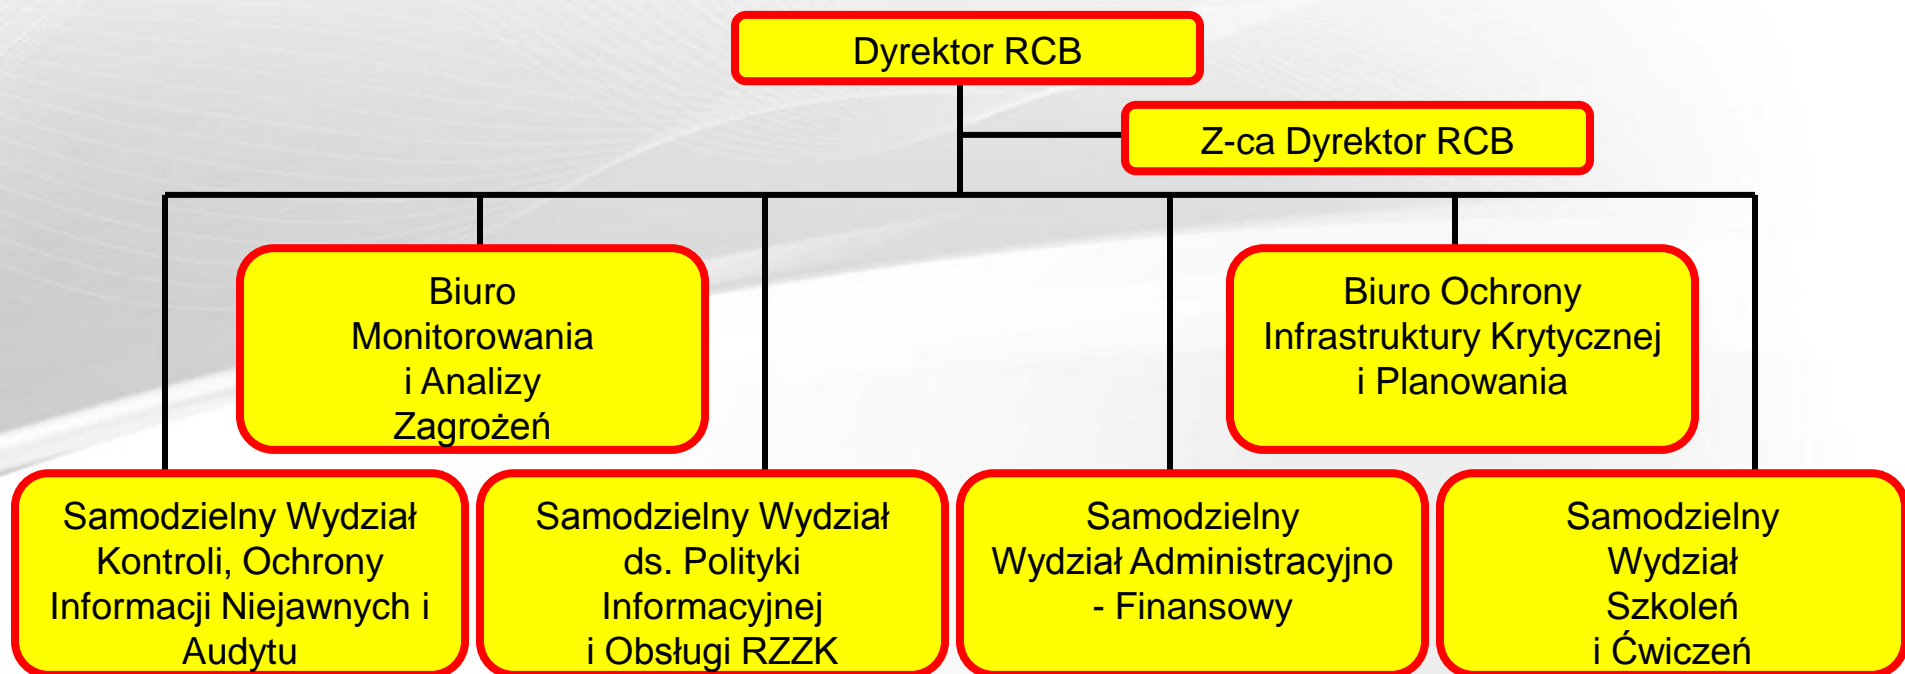 Dyrektor RCB
Z-ca Dyrektor RCB
Biuro
Monitorowania
i Analizy
Zagrożeń
Biuro Ochrony
Infrastruktury Krytycznej
i Planowania
Samodzielny Wydział
Kontroli, Ochrony
Informacji Niejawnych i
Audytu
Samodzielny Wydział
ds. Polityki
Informacyjnej
i Obsługi RZZK
Samodzielny
Wydział Administracyjno
- Finansowy
Samodzielny
Wydział
Szkoleń
i Ćwiczeń